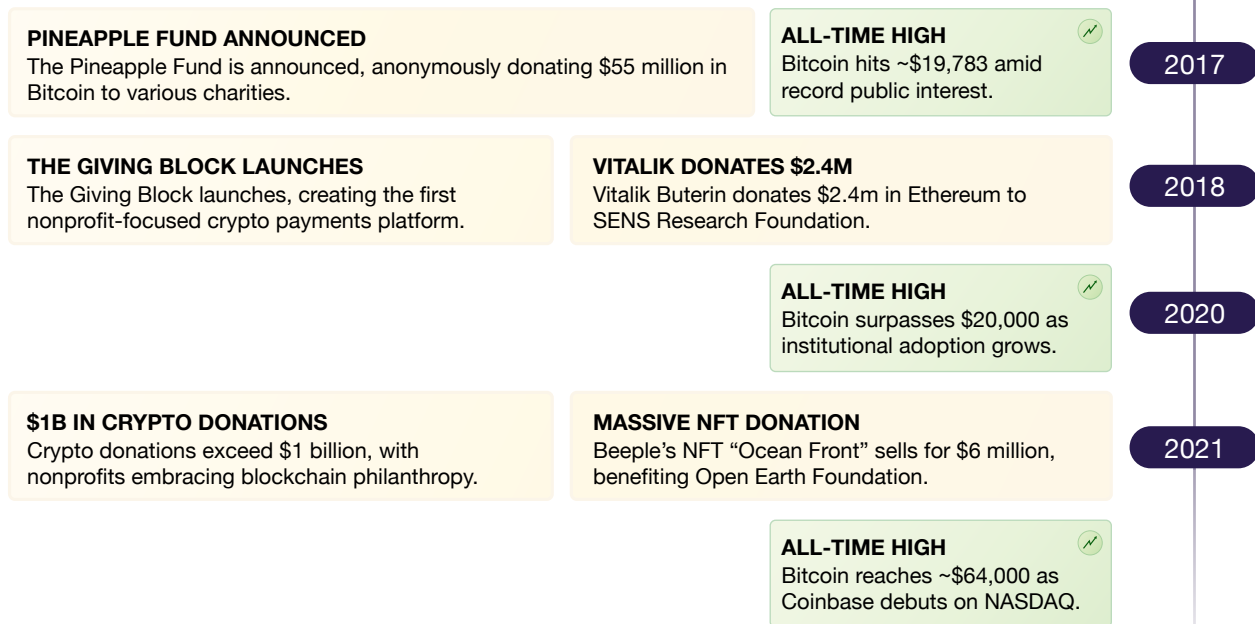 PINEAPPLE FUND ANNOUNCED
The Pineapple Fund is announced, anonymously donating $55 million in
Bitcoin to various charities.
ALL-TIME HIGH
Bitcoin hits ~$19,783 amid
record public interest.
2017
THE GIVING BLOCK LAUNCHES
The Giving Block launches, creating the first
nonprofit-focused crypto payments platform.
VITALIK DONATES $2.4M
Vitalik Buterin donates $2.4m in Ethereum to
SENS Research Foundation.
2018
ALL-TIME HIGH
Bitcoin surpasses $20,000 as
institutional adoption grows.
2020
$1B IN CRYPTO DONATIONS
Crypto donations exceed $1 billion, with
nonprofits embracing blockchain philanthropy.
MASSIVE NFT DONATION
Beeple’s NFT “Ocean Front” sells for $6 million,
benefiting Open Earth Foundation.
2021
ALL-TIME HIGH
Bitcoin reaches ~$64,000 as
Coinbase debuts on NASDAQ.